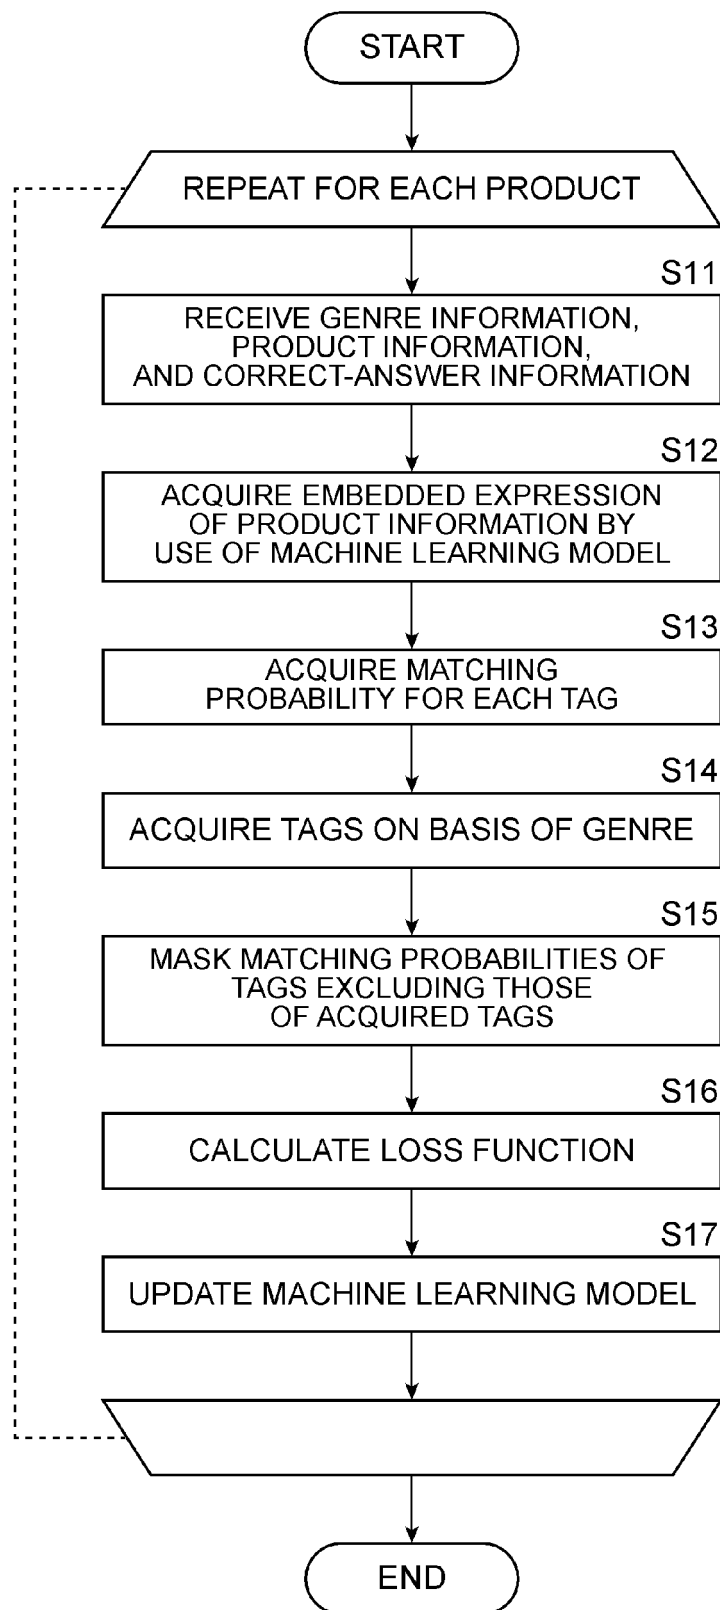 START
REPEAT FOR EACH PRODUCT
S11
RECEIVE GENRE INFORMATION,
PRODUCT INFORMATION,
AND CORRECT-ANSWER INFORMATION
S12
ACQUIRE EMBEDDED EXPRESSION
OF PRODUCT INFORMATION BY
USE OF MACHINE LEARNING MODEL
S13
ACQUIRE MATCHING
PROBABILITY FOR EACH TAG
S14
ACQUIRE TAGS ON BASIS OF GENRE
S15
MASK MATCHING PROBABILITIES OF
TAGS EXCLUDING THOSE
OF ACQUIRED TAGS
S16
CALCULATE LOSS FUNCTION
S17
UPDATE MACHINE LEARNING MODEL
END